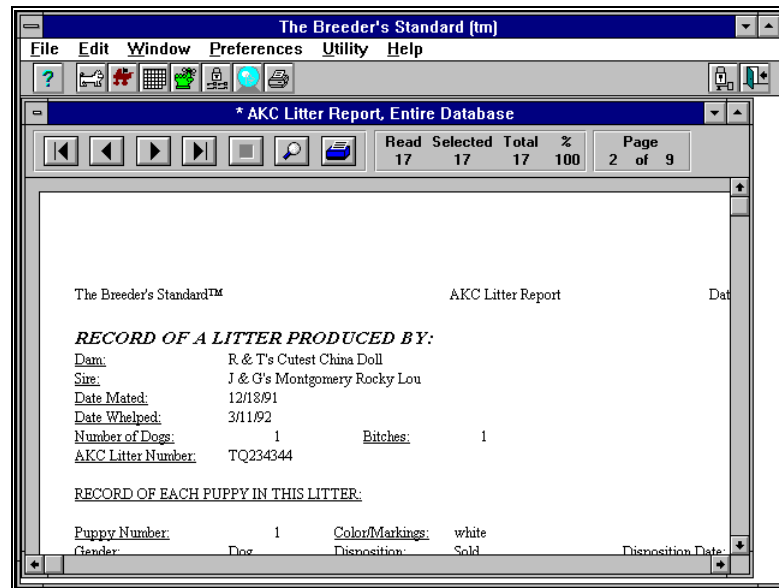 The Breeder's Standard (tm)
File Edit Window Preferences Utility Help
?
* AKC Litter Report, Entire Database
Read Selected Total % Page
17 17 17 100 2 of 9
The Breeder's Standard™ AKC Litter Report Dat
RECORD OF A LITTER PRODUCED BY:
Dam: R & T's Cutest China Doll
Sire: J & G's Montgomery Rocky Lou
Date Mated: 12/18/91
Date Whelped: 3/11/92
Number of Dogs: 1 Bitches: 1
AKC Litter Number: TQ234344
RECORD OF EACH PUPPY IN THIS LITTER:
Puppy Number: 1 Color/Markings: white
Gender: Dog Disposition: Sold Disposition Date: